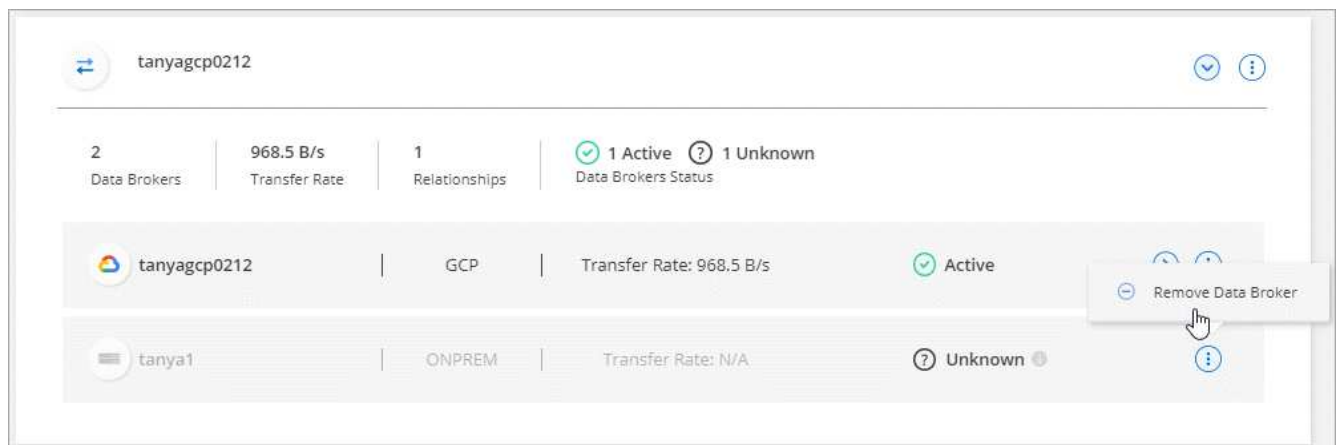 tanyagcp0212
2 968.5 B/s 1 1 Active ? 1 Unknown
Data Brokers Transfer Rate Relationships Data Brokers Status
tanyagcp0212 GCP Transfer Rate: 968.5 B/s Active
Remove Data Broker
tanya1 ONPREM Transfer Rate: N/A ? Unknown